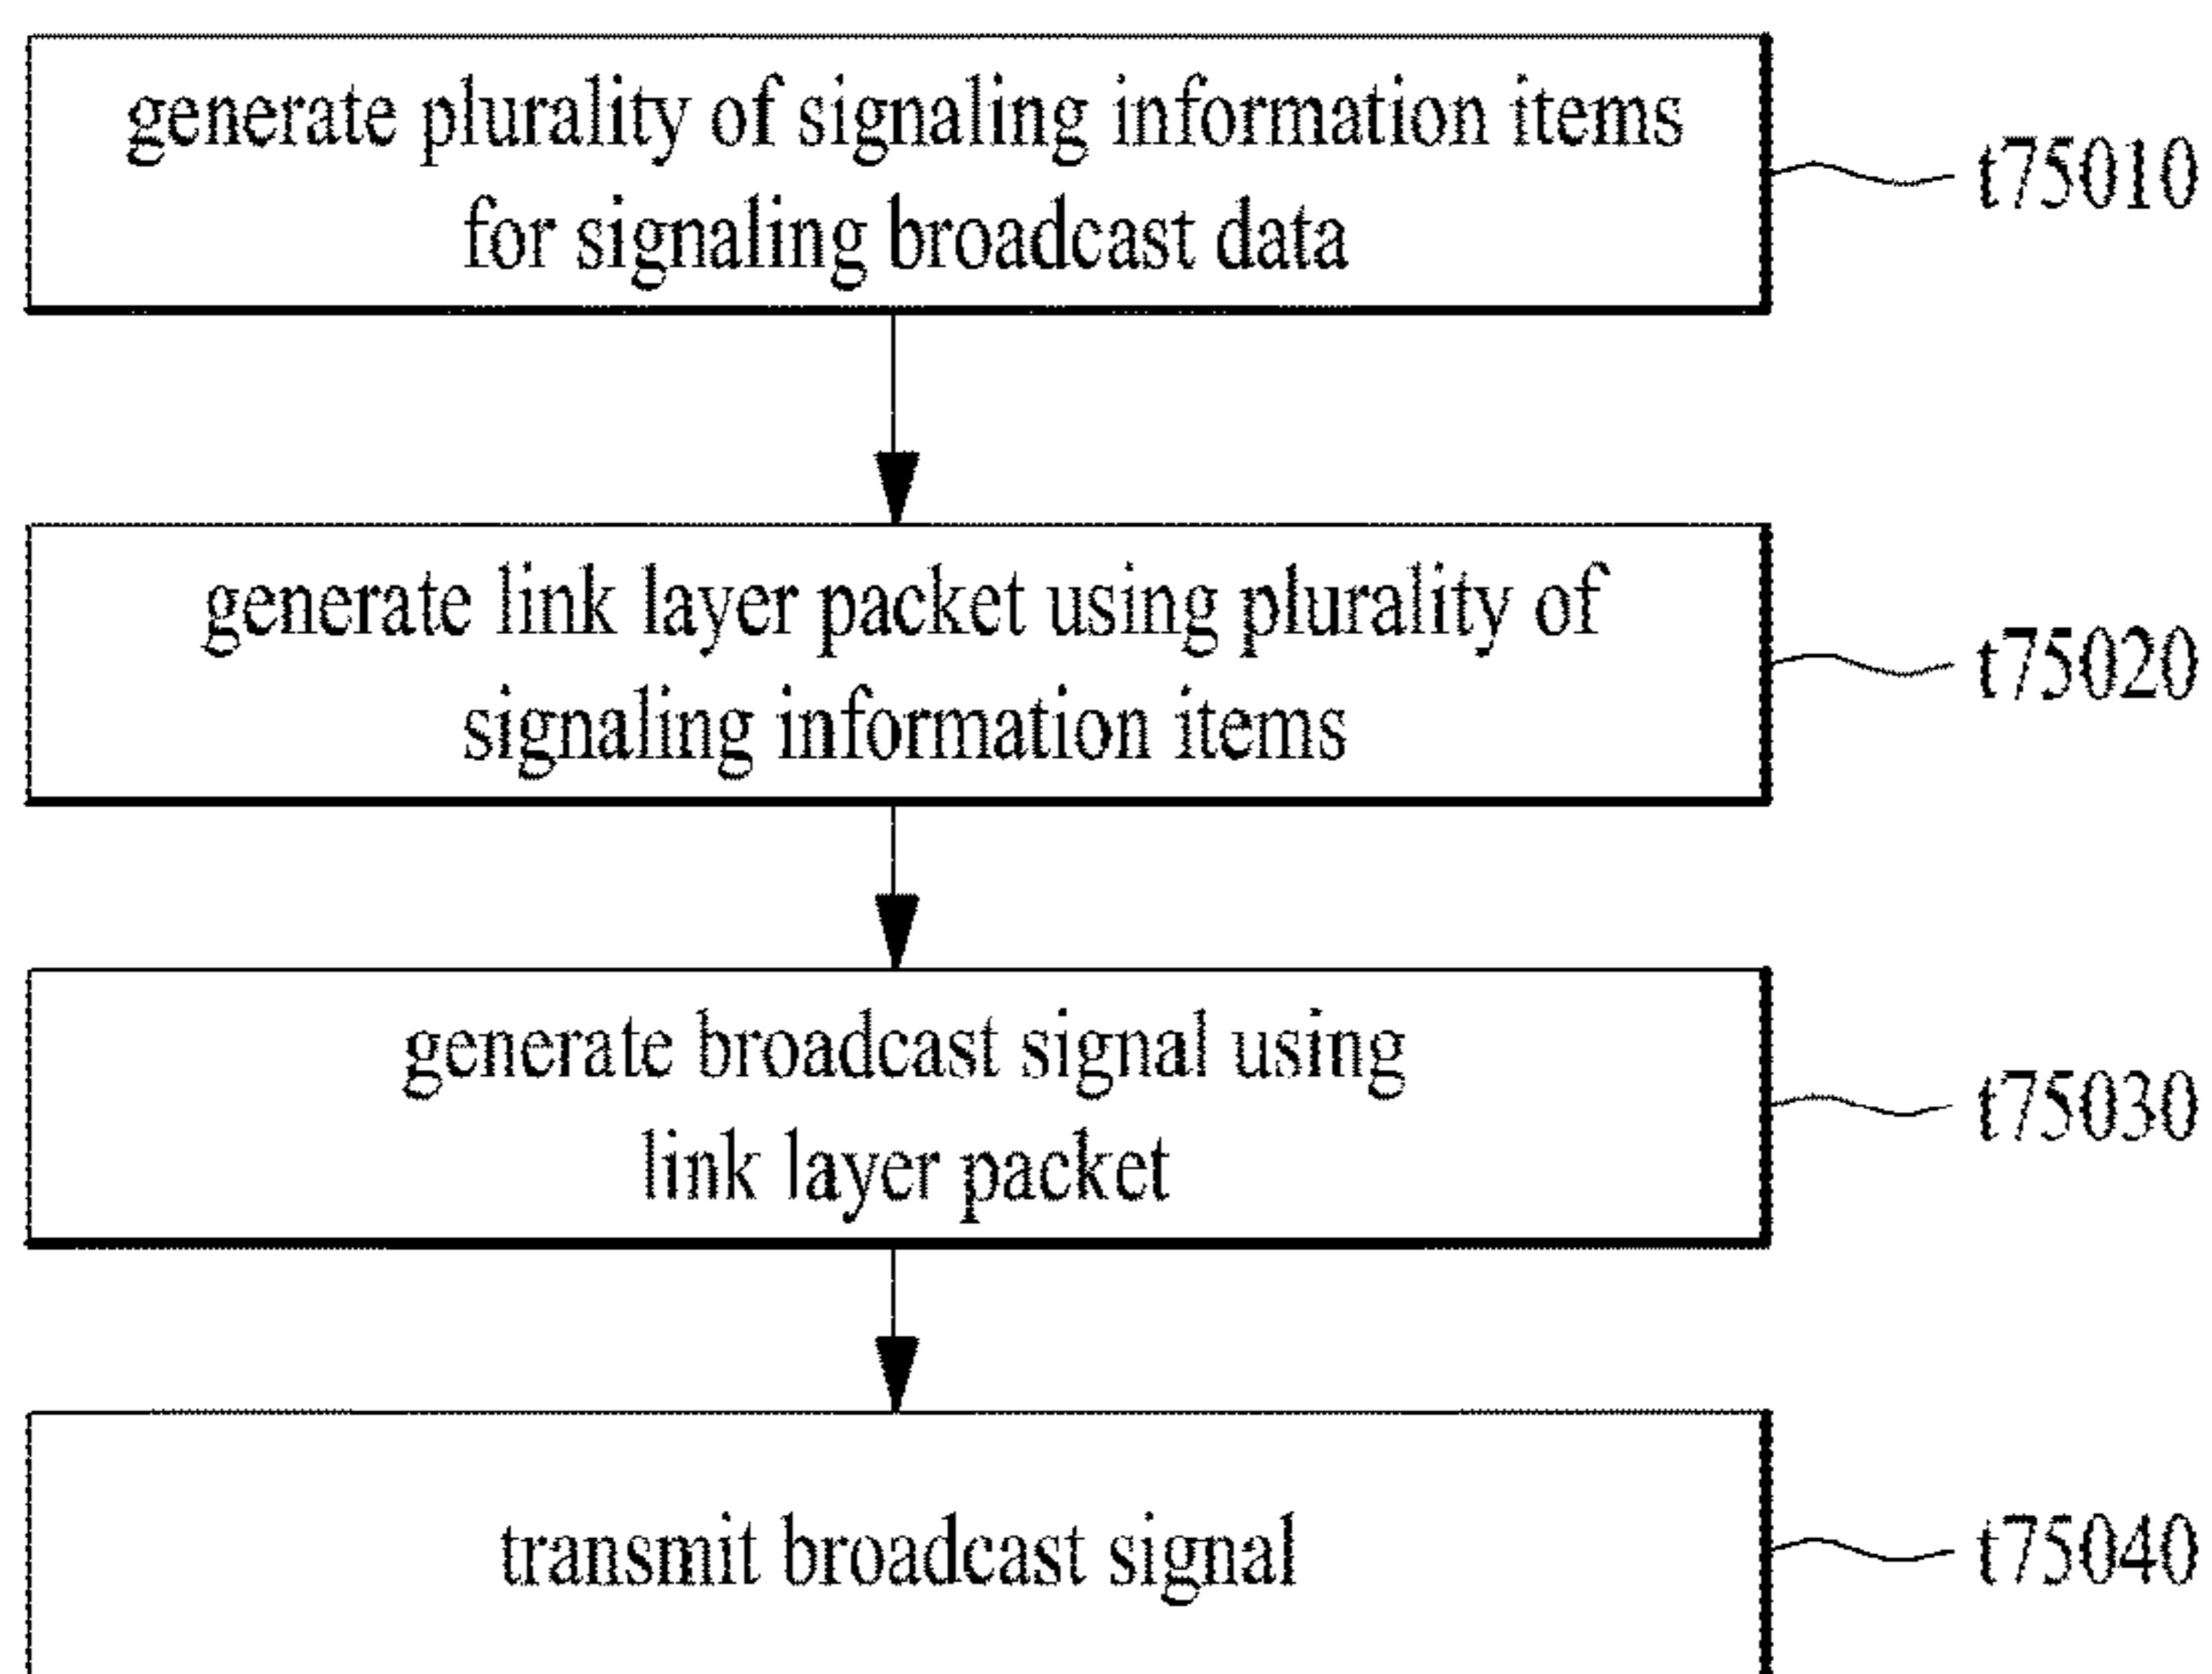 generate plurality of signaling information items
for signaling broadcast data
t75010
generate link layer packet using plurality of
signaling information items
t75020
generate broadcast signal using
link layer packet
t75030
transmit broadcast signal
t75040